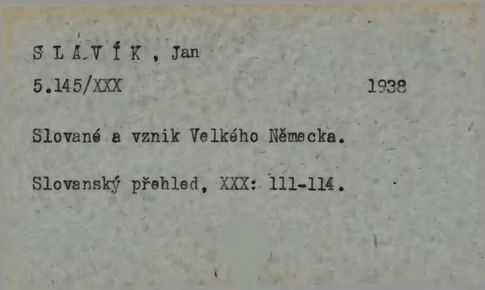 S L A V Í K , Jan
5.145/XXX 1938
Slované a vznik Velkého Německa.
Slovanský přehled, XXX: 111-114.